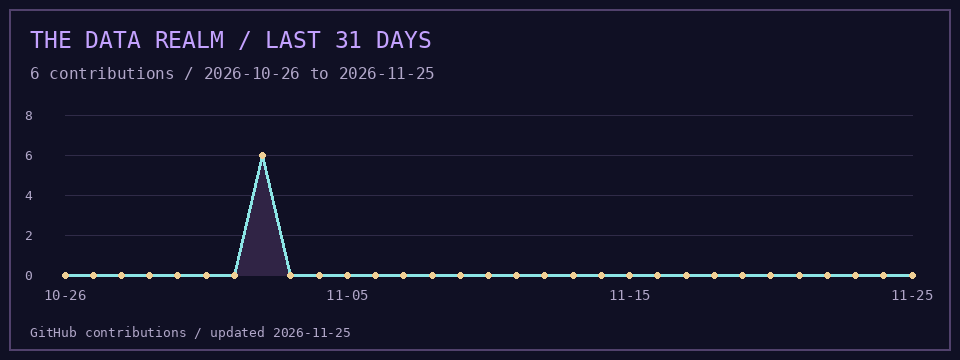 THE DATA REALM / LAST 31 DAYS
6 contributions / 2026-10-26 to 2026-11-25
8
6
4
2
0
10-26 11-05 11-15 11-25
GitHub contributions / updated 2026-11-25